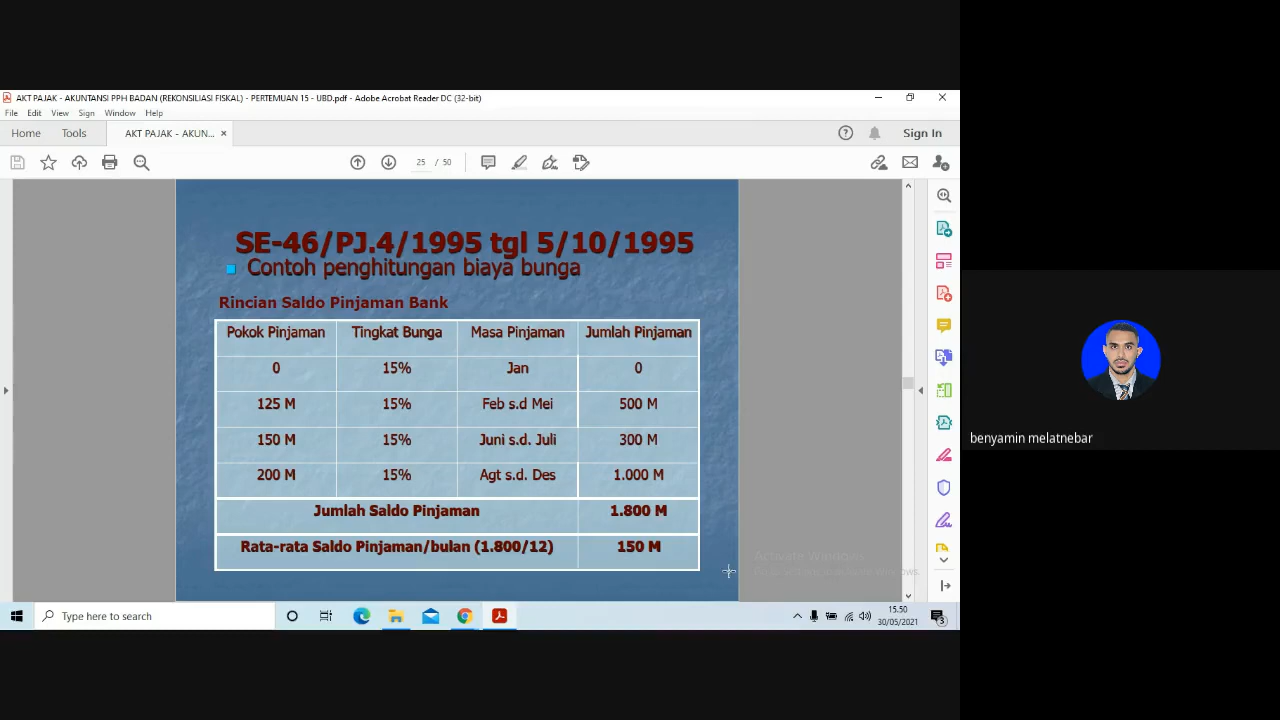 AKT PAJAK - AKUNTANSI PPH BADAN (REKONSILIASI FISKAL) - PERTEMUAN 15 - UBD.pdf - Adobe Acrobat Reader DC (32-bit)
File Edit View Sign Window Help
Home Tools AKT PAJAK - AKUN... × Sign In
25 / 50
SE-46/PJ.4/1995 tgl 5/10/1995
Contoh penghitungan biaya bunga
Rincian Saldo Pinjaman Bank
Pokok Pinjaman Tingkat Bunga Masa Pinjaman Jumlah Pinjaman
0 15% Jan 0
125 M 15% Feb s.d Mei 500 M
150 M 15% Juni s.d. Juli 300 M
200 M 15% Agt s.d. Des 1.000 M
Jumlah Saldo Pinjaman 1.800 M
Rata-rata Saldo Pinjaman/bulan (1.800/12) 150 M
Activate Windows
benyamin melatnebar
Type here to search
15.50
30/05/2021
3